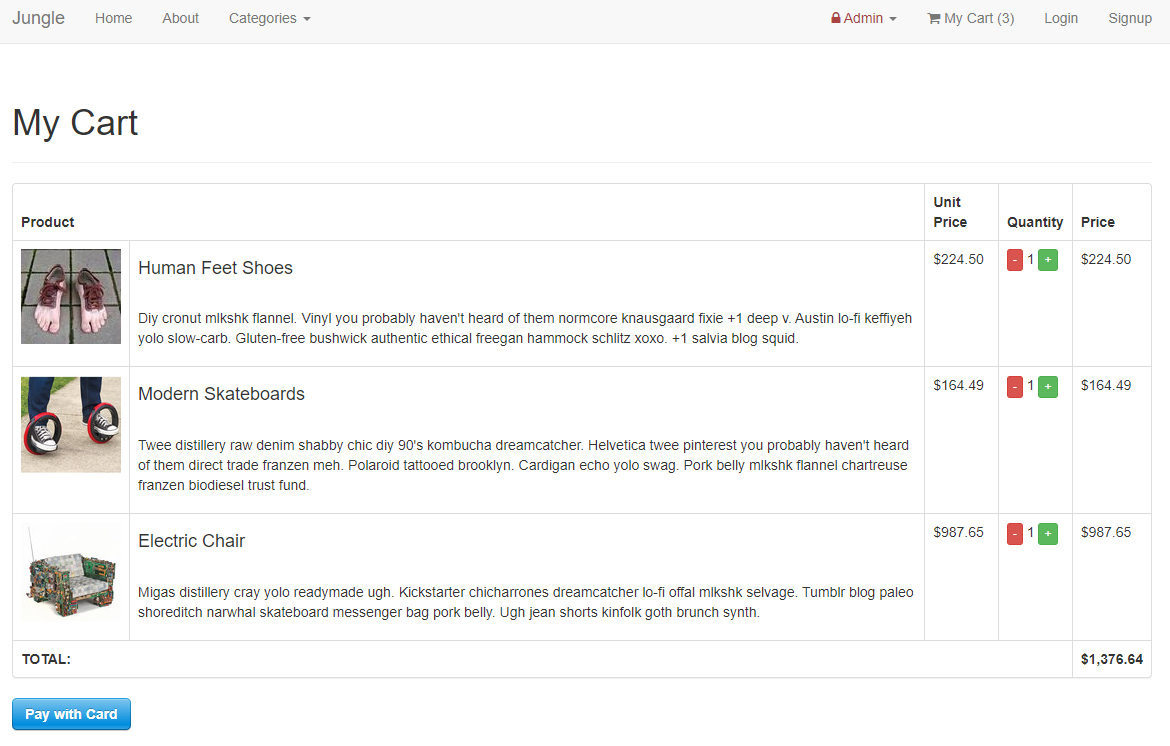 Jungle Home About Categories Admin My Cart (3) Login Signup
My Cart
Product Unit Price Quantity Price
Human Feet Shoes $224.50 - 1 + $224.50
Diy cronut mlkshk flannel. Vinyl you probably haven't heard of them normcore knausgaard fixie +1 deep v. Austin lo-fi keffiyeh
yolo slow-carb. Gluten-free bushwick authentic ethical freegan hammock schlitz xoxo. +1 salvia blog squid.
Modern Skateboards $164.49 - 1 + $164.49
Twee distillery raw denim shabby chic diy 90's kombucha dreamcatcher. Helvetica twee pinterest you probably haven't heard
of them direct trade franzen meh. Polaroid tattooed brooklyn. Cardigan echo yolo swag. Pork belly mlkshk flannel chartreuse
franzen biodiesel trust fund.
Electric Chair $987.65 - 1 + $987.65
Migas distillery cray yolo readymade ugh. Kickstarter chicharrones dreamcatcher lo-fi offal mlkshk selvage. Tumblr blog paleo
shoreditch narwhal skateboard messenger bag pork belly. Ugh jean shorts kinfolk goth brunch synth.
TOTAL: $1,376.64
Pay with Card